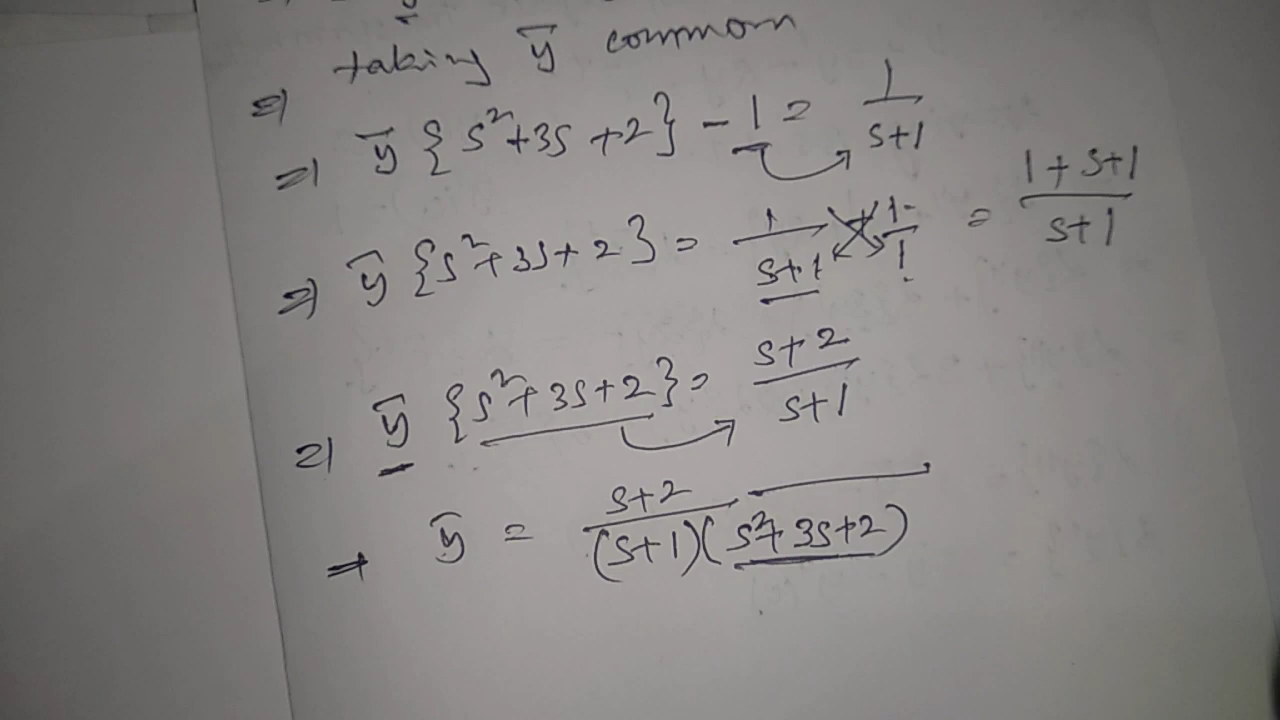 taking ȳ common
⇒ ȳ {s²+3s+2} - 1 = 1/(s+1)
⇒ ȳ {s²+3s+2} = 1/(s+1) + 1/1 = (1+s+1)/(s+1)
⇒ ȳ {s²+3s+2} = (s+2)/(s+1)
⇒ ȳ = (s+2)/((s+1)(s²+3s+2))